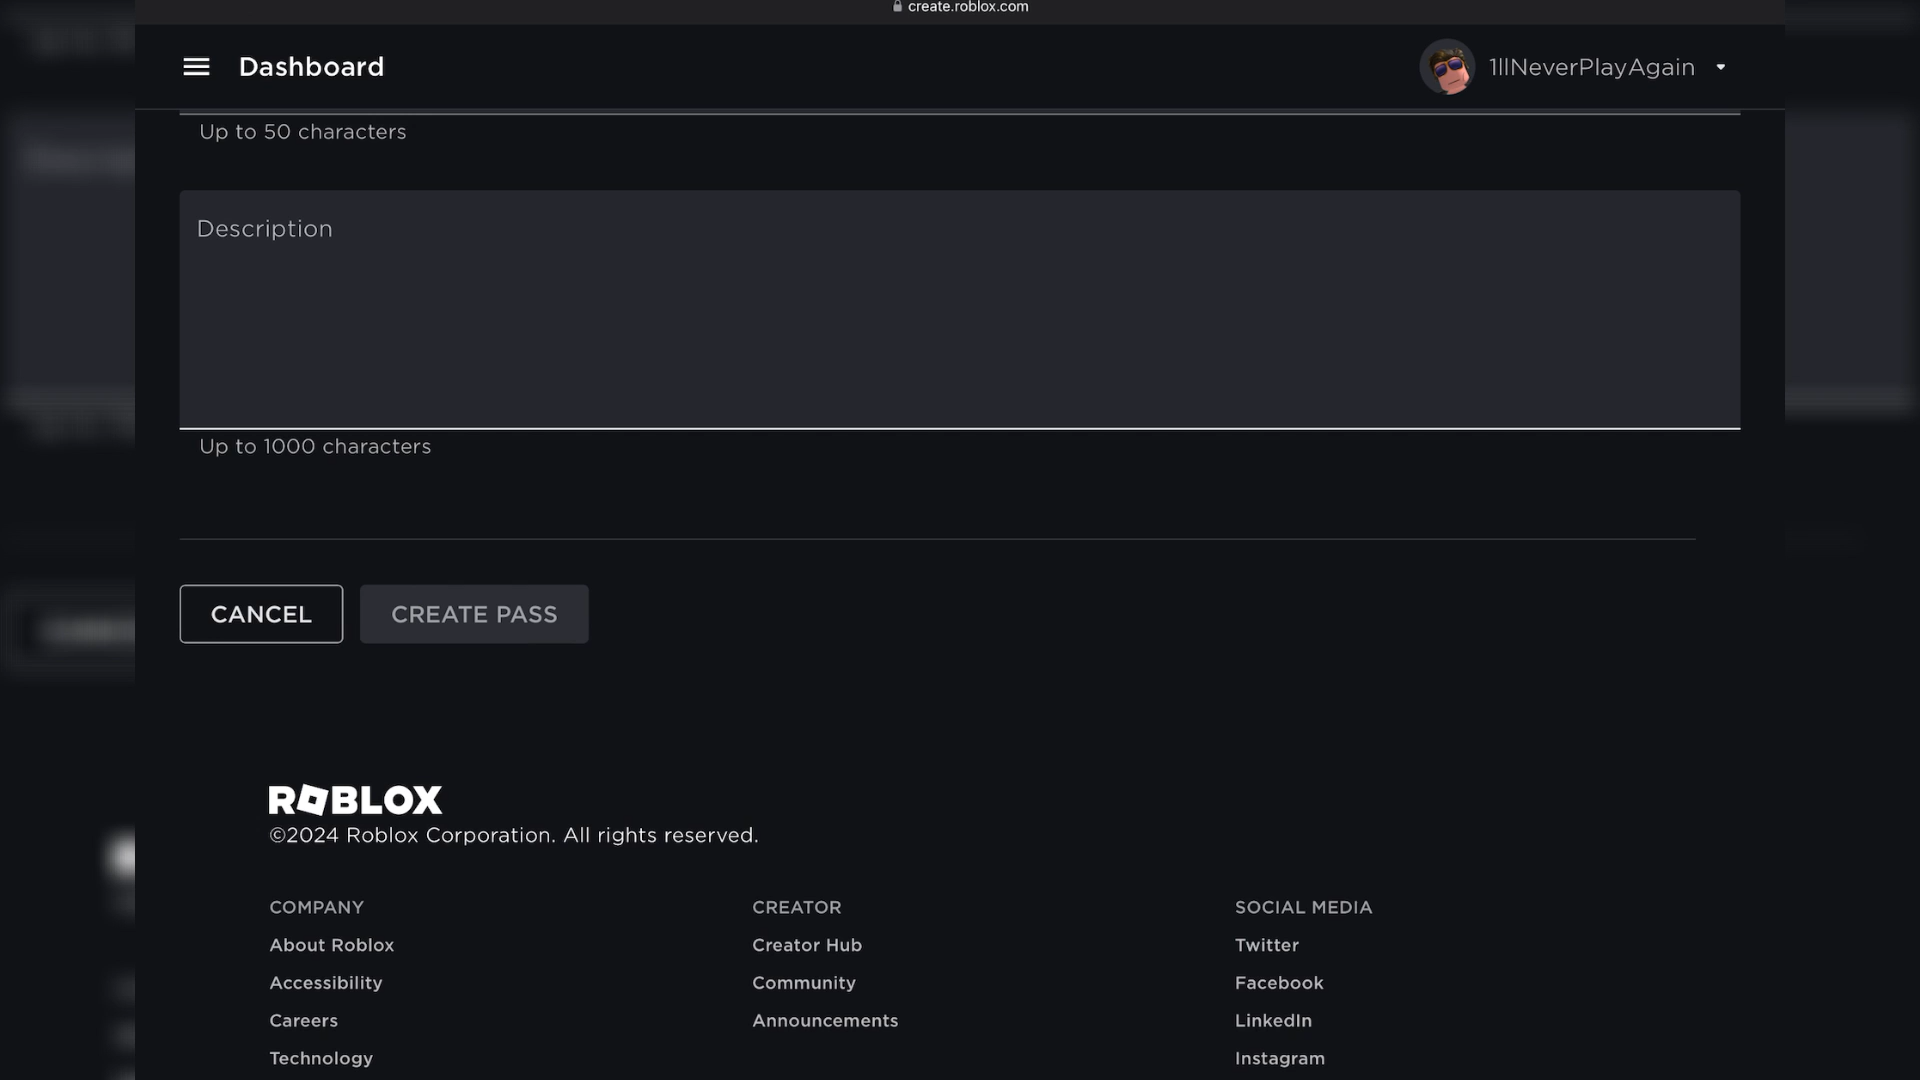 create.roblox.com
Dashboard
1llNeverPlayAgain
Up to 50 characters
Description
Up to 1000 characters
CANCEL
CREATE PASS
ROBLOX
©2024 Roblox Corporation. All rights reserved.
COMPANY
About Roblox
Accessibility
Careers
Technology
CREATOR
Creator Hub
Community
Announcements
SOCIAL MEDIA
Twitter
Facebook
LinkedIn
Instagram